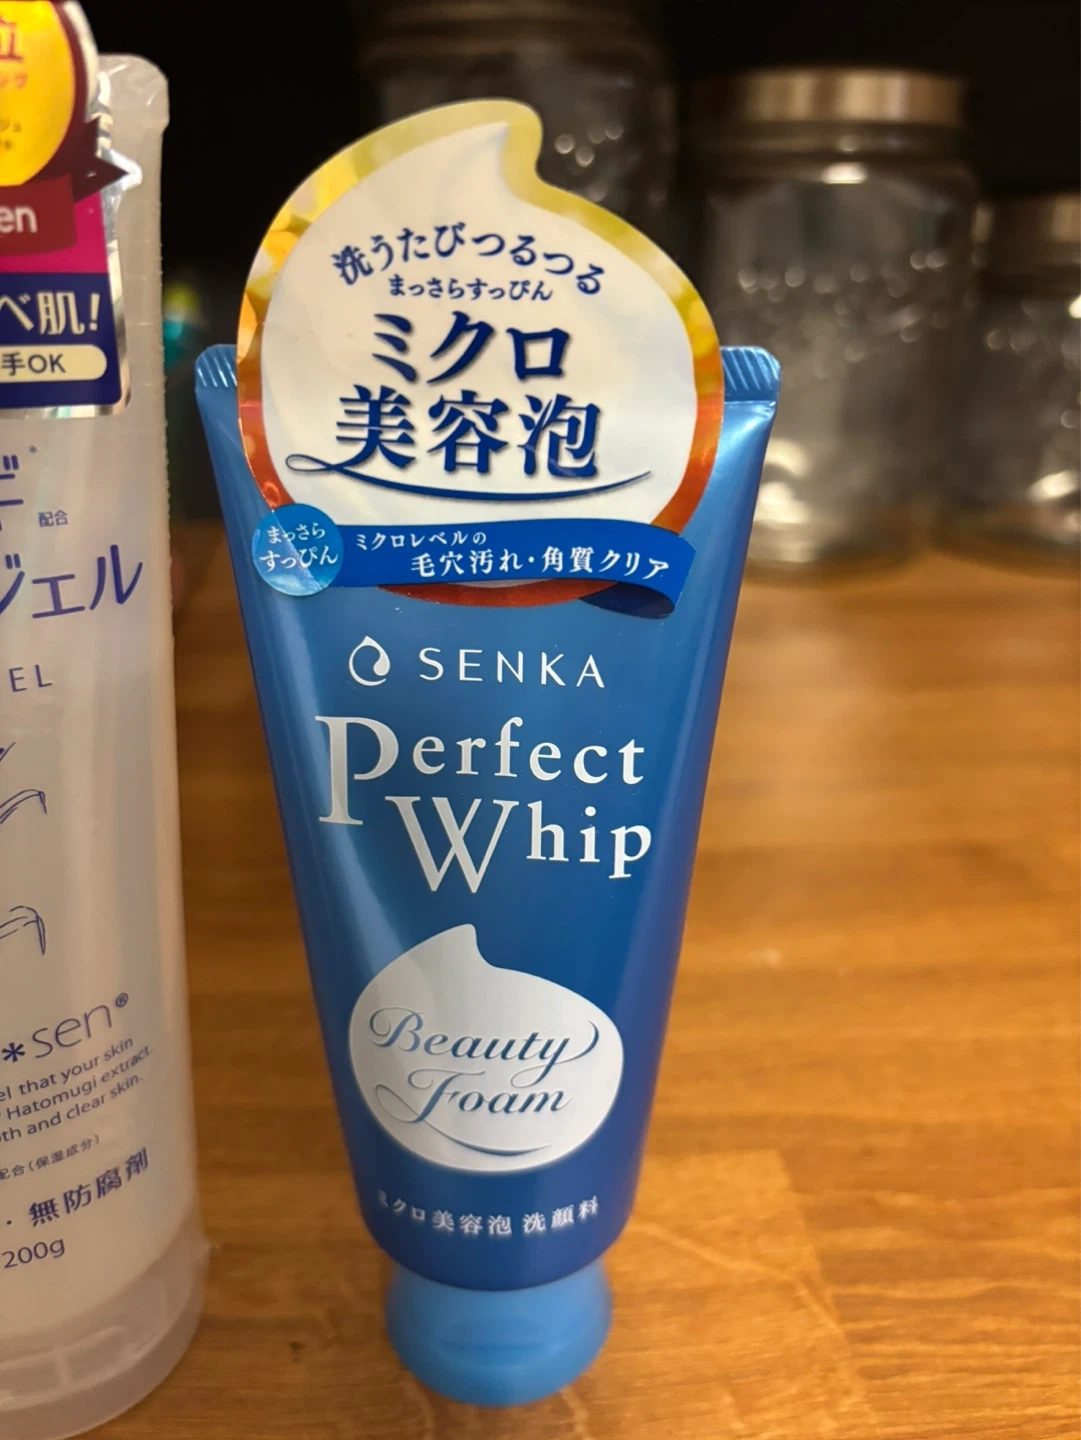 位
en
べ肌!
手OK
配合
ジェル
EL
*sen®
el that your skin
Hatomugi extract.
th and clear skin.
配合(保湿成分)
・無防腐剤
200g
洗うたびつるつる
まっさらすっぴん
ミクロ
美容泡
まっさら
すっぴん
ミクロレベルの
毛穴汚れ・角質クリア
SENKA
Perfect
Whip
Beauty
Foam
ミクロ美容泡 洗顔料